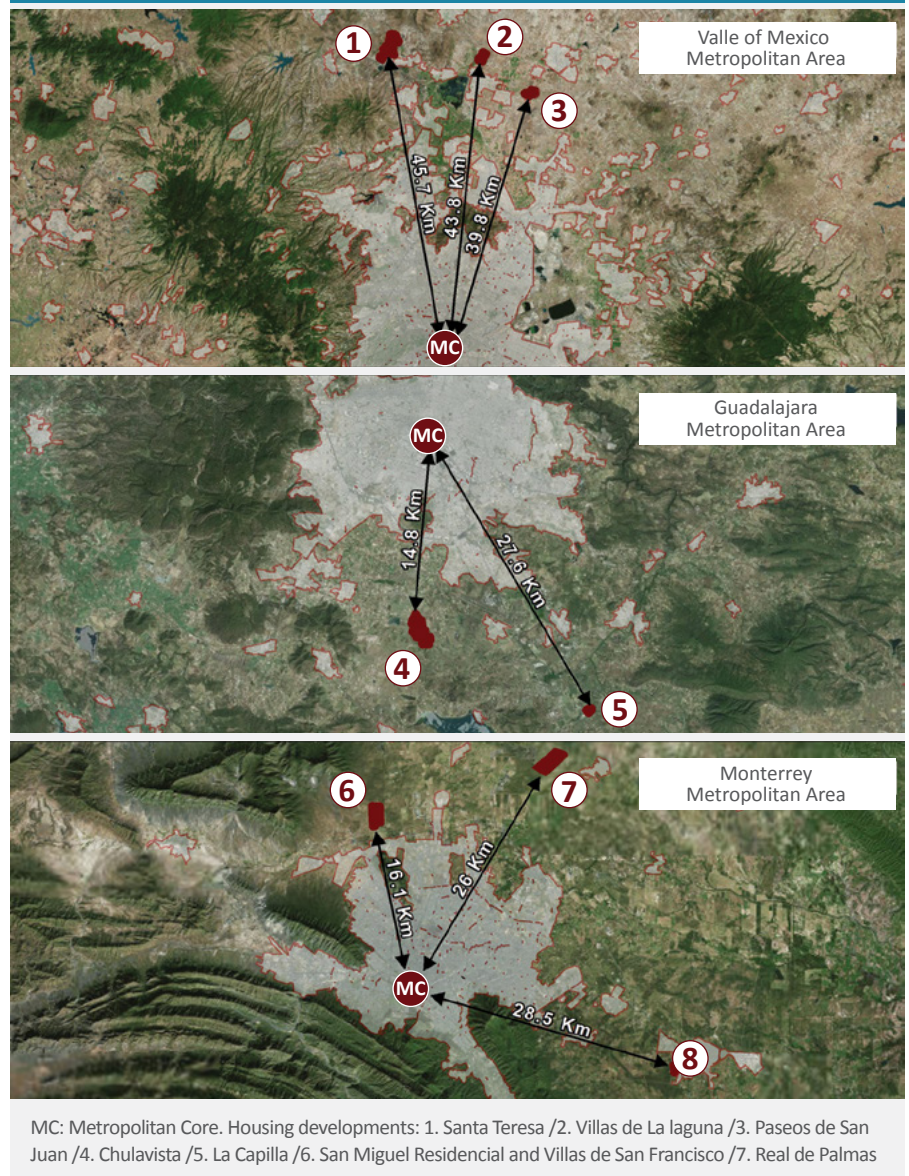 1
2
3
Valle of Mexico
Metropolitan Area
45.7 Km
43.8 Km
39.8 Km
MC
Guadalajara
Metropolitan Area
MC
14.8 Km
27.6 Km
4
5
Monterrey
Metropolitan Area
6
7
16.1 Km
26 Km
MC
28.5 Km
8
MC: Metropolitan Core. Housing developments: 1. Santa Teresa /2. Villas de La laguna /3. Paseos de San
Juan /4. Chulavista /5. La Capilla /6. San Miguel Residencial and Villas de San Francisco /7. Real de Palmas